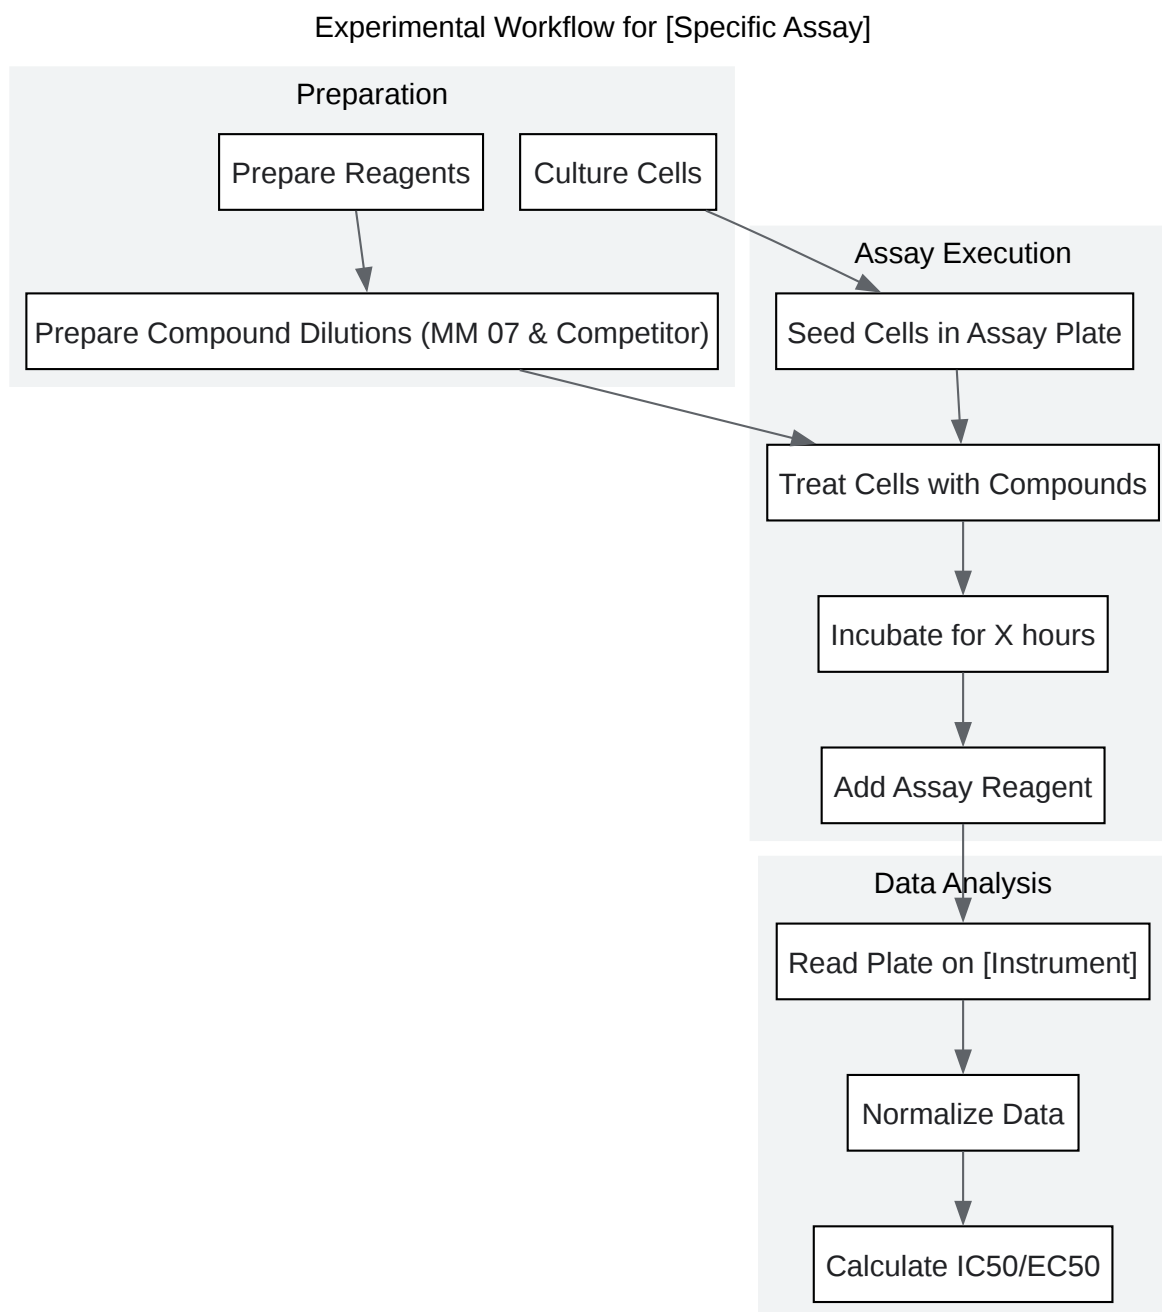 Experimental Workflow for [Specific Assay]
Preparation
Prepare Reagents
Culture Cells
Prepare Compound Dilutions (MM 07 & Competitor)
Assay Execution
Seed Cells in Assay Plate
Treat Cells with Compounds
Incubate for X hours
Add Assay Reagent
Data Analysis
Read Plate on [Instrument]
Normalize Data
Calculate IC50/EC50